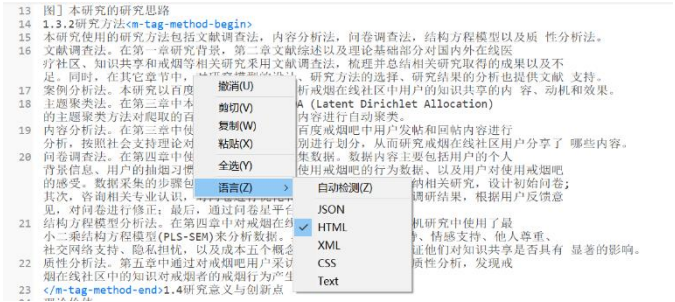 13 图] 本研究的研究思路
14 1.3.2研究方法<m-tag-method-begin>
15 本研究使用的研究方法包括文献调查法，内容分析法，问卷调查法，结构方程模型以及质 性分析法。
16 文献调查法。在第一章研究背景，第二章文献综述以及理论基础部分对国内外在线医
疗社区、知识共享和戒烟等相关研究采用文献调查法，梳理并总结相关研究取得的成果以及不
足。同时，在其它章节中，对研究模型的设计、研究方法的选择、研究结果的分析也提供文献 支持。
17 案例分析法。本研究以百度 析戒烟在线社区中用户的知识共享的内 容、动机和效果。
18 主题聚类法。在第三章中本 A (Latent Dirichlet Allocation)
的主题聚类方法对爬取的百 内容进行自动聚类。
19 内容分析法。在第三章中使 百度戒烟吧中用户发帖和回帖内容进行
分析，按照社会支持理论对 别进行划分，从而研究戒烟在线社区用户分享了 哪些内容。
20 问卷调查法。在第四章中使 集数据。数据内容主要包括用户的个人
背景信息、用户的抽烟习惯 使用戒烟吧的行为数据、以及用户对使用戒烟吧
的感受。数据采集的步骤包 纳相关研究，设计初始问卷；
其次，咨询相关专业认识， 调研结果，根据用户反馈意
见，对问卷进行修正；最后，通过问卷星平台
21 结构方程模型分析法。在第四章中对戒烟在线 机研究中使用了最
小二乘结构方程模型(PLS-SEM)来分析数据。 、情感支持、他人尊重、
社交网络支持、隐私担忧，以及成本五个概念 证他们对知识共享是否具有 显著的影响。
22 质性分析法。第五章中通过对戒烟吧用户采访 质性分析，发现戒
烟在线社区中的知识对戒烟者的戒烟行为产生
23 </m-tag-method-end>1.4研究意义与创新点
撤消(U)
剪切(V)
复制(W)
粘贴(X)
全选(Y)
语言(Z) >
自动检测(Z)
JSON
✓ HTML
XML
CSS
Text